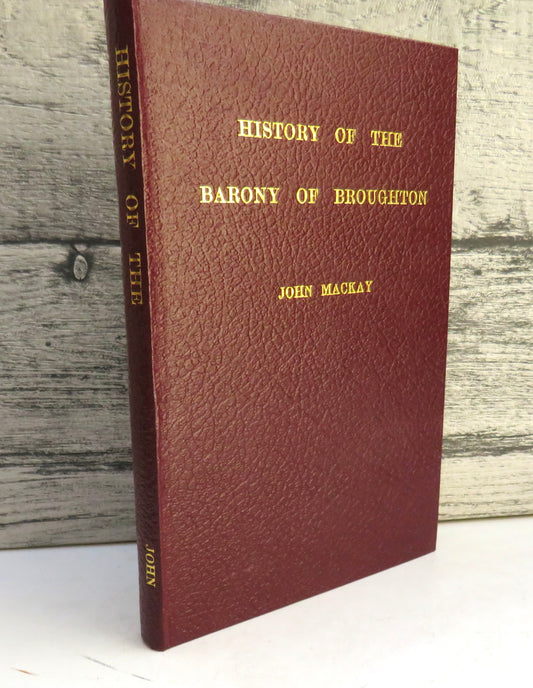 HISTORY OF THE
BARONY OF BROUGHTON
JOHN MACKAY
HISTORY OF THE
JOHN